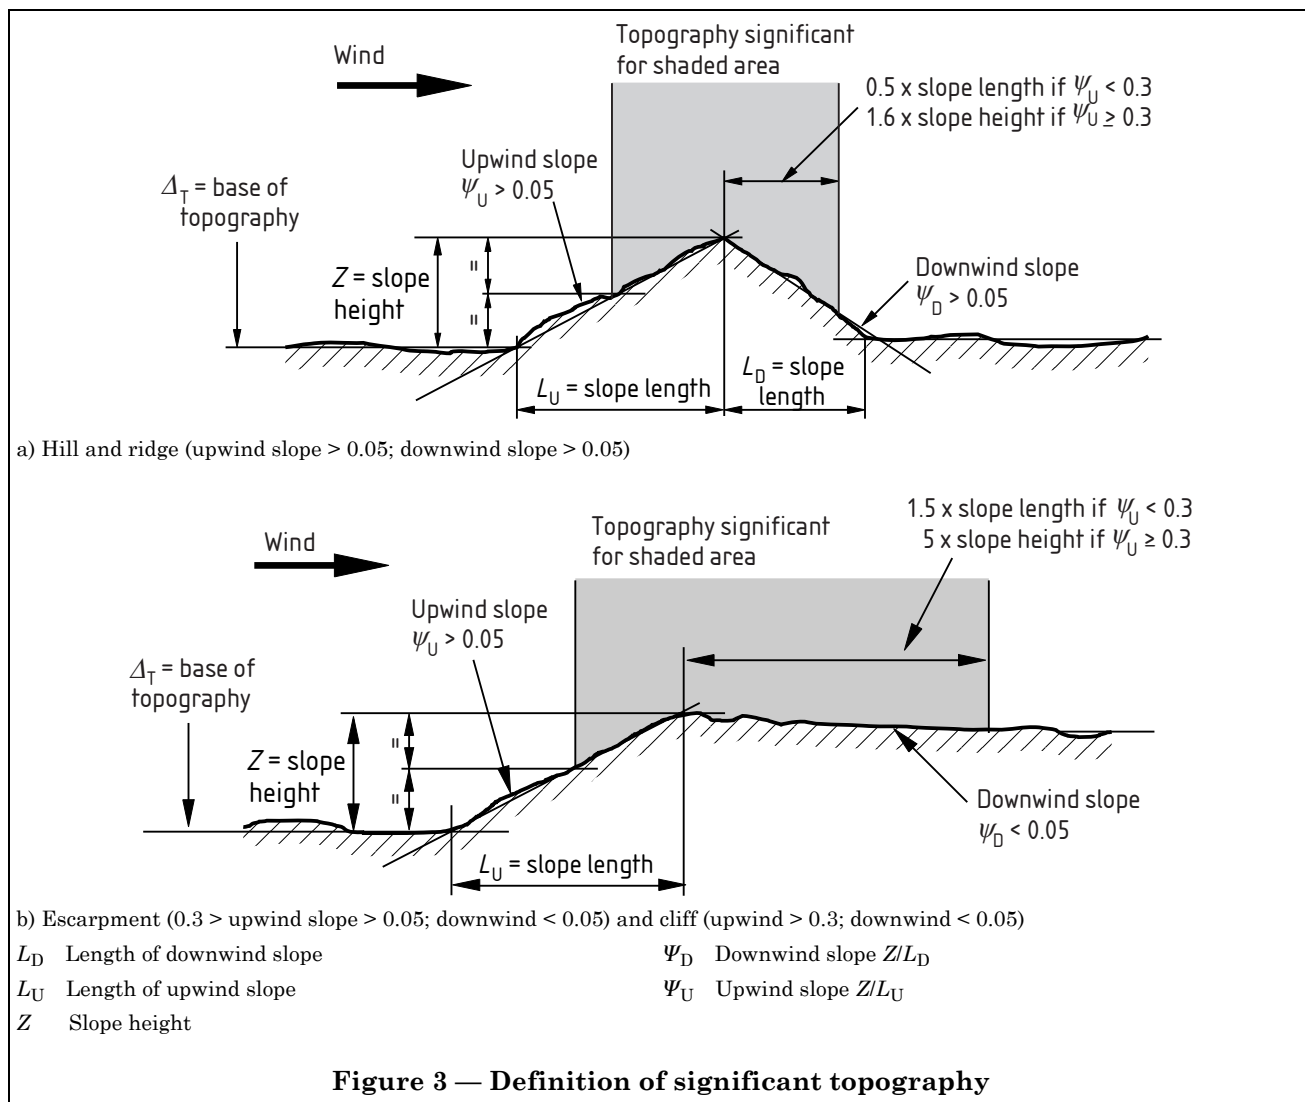 Wind
Topography significant
for shaded area
0.5 x slope length if Ψ_U < 0.3
1.6 x slope height if Ψ_U ≥ 0.3
Upwind slope
Ψ_U > 0.05
Δ_T = base of
topography
Z = slope
height
=
=
Downwind slope
Ψ_D > 0.05
L_U = slope length
L_D = slope
length
a) Hill and ridge (upwind slope > 0.05; downwind slope > 0.05)
1.5 x slope length if Ψ_U < 0.3
5 x slope height if Ψ_U ≥ 0.3
Topography significant
for shaded area
Wind
Upwind slope
Ψ_U > 0.05
Δ_T = base of
topography
Z = slope
height
=
=
Downwind slope
Ψ_D < 0.05
L_U = slope length
b) Escarpment (0.3 > upwind slope > 0.05; downwind < 0.05) and cliff (upwind > 0.3; downwind < 0.05)
L_D Length of downwind slope
Ψ_D Downwind slope Z/L_D
L_U Length of upwind slope
Ψ_U Upwind slope Z/L_U
Z Slope height
Figure 3 — Definition of significant topography